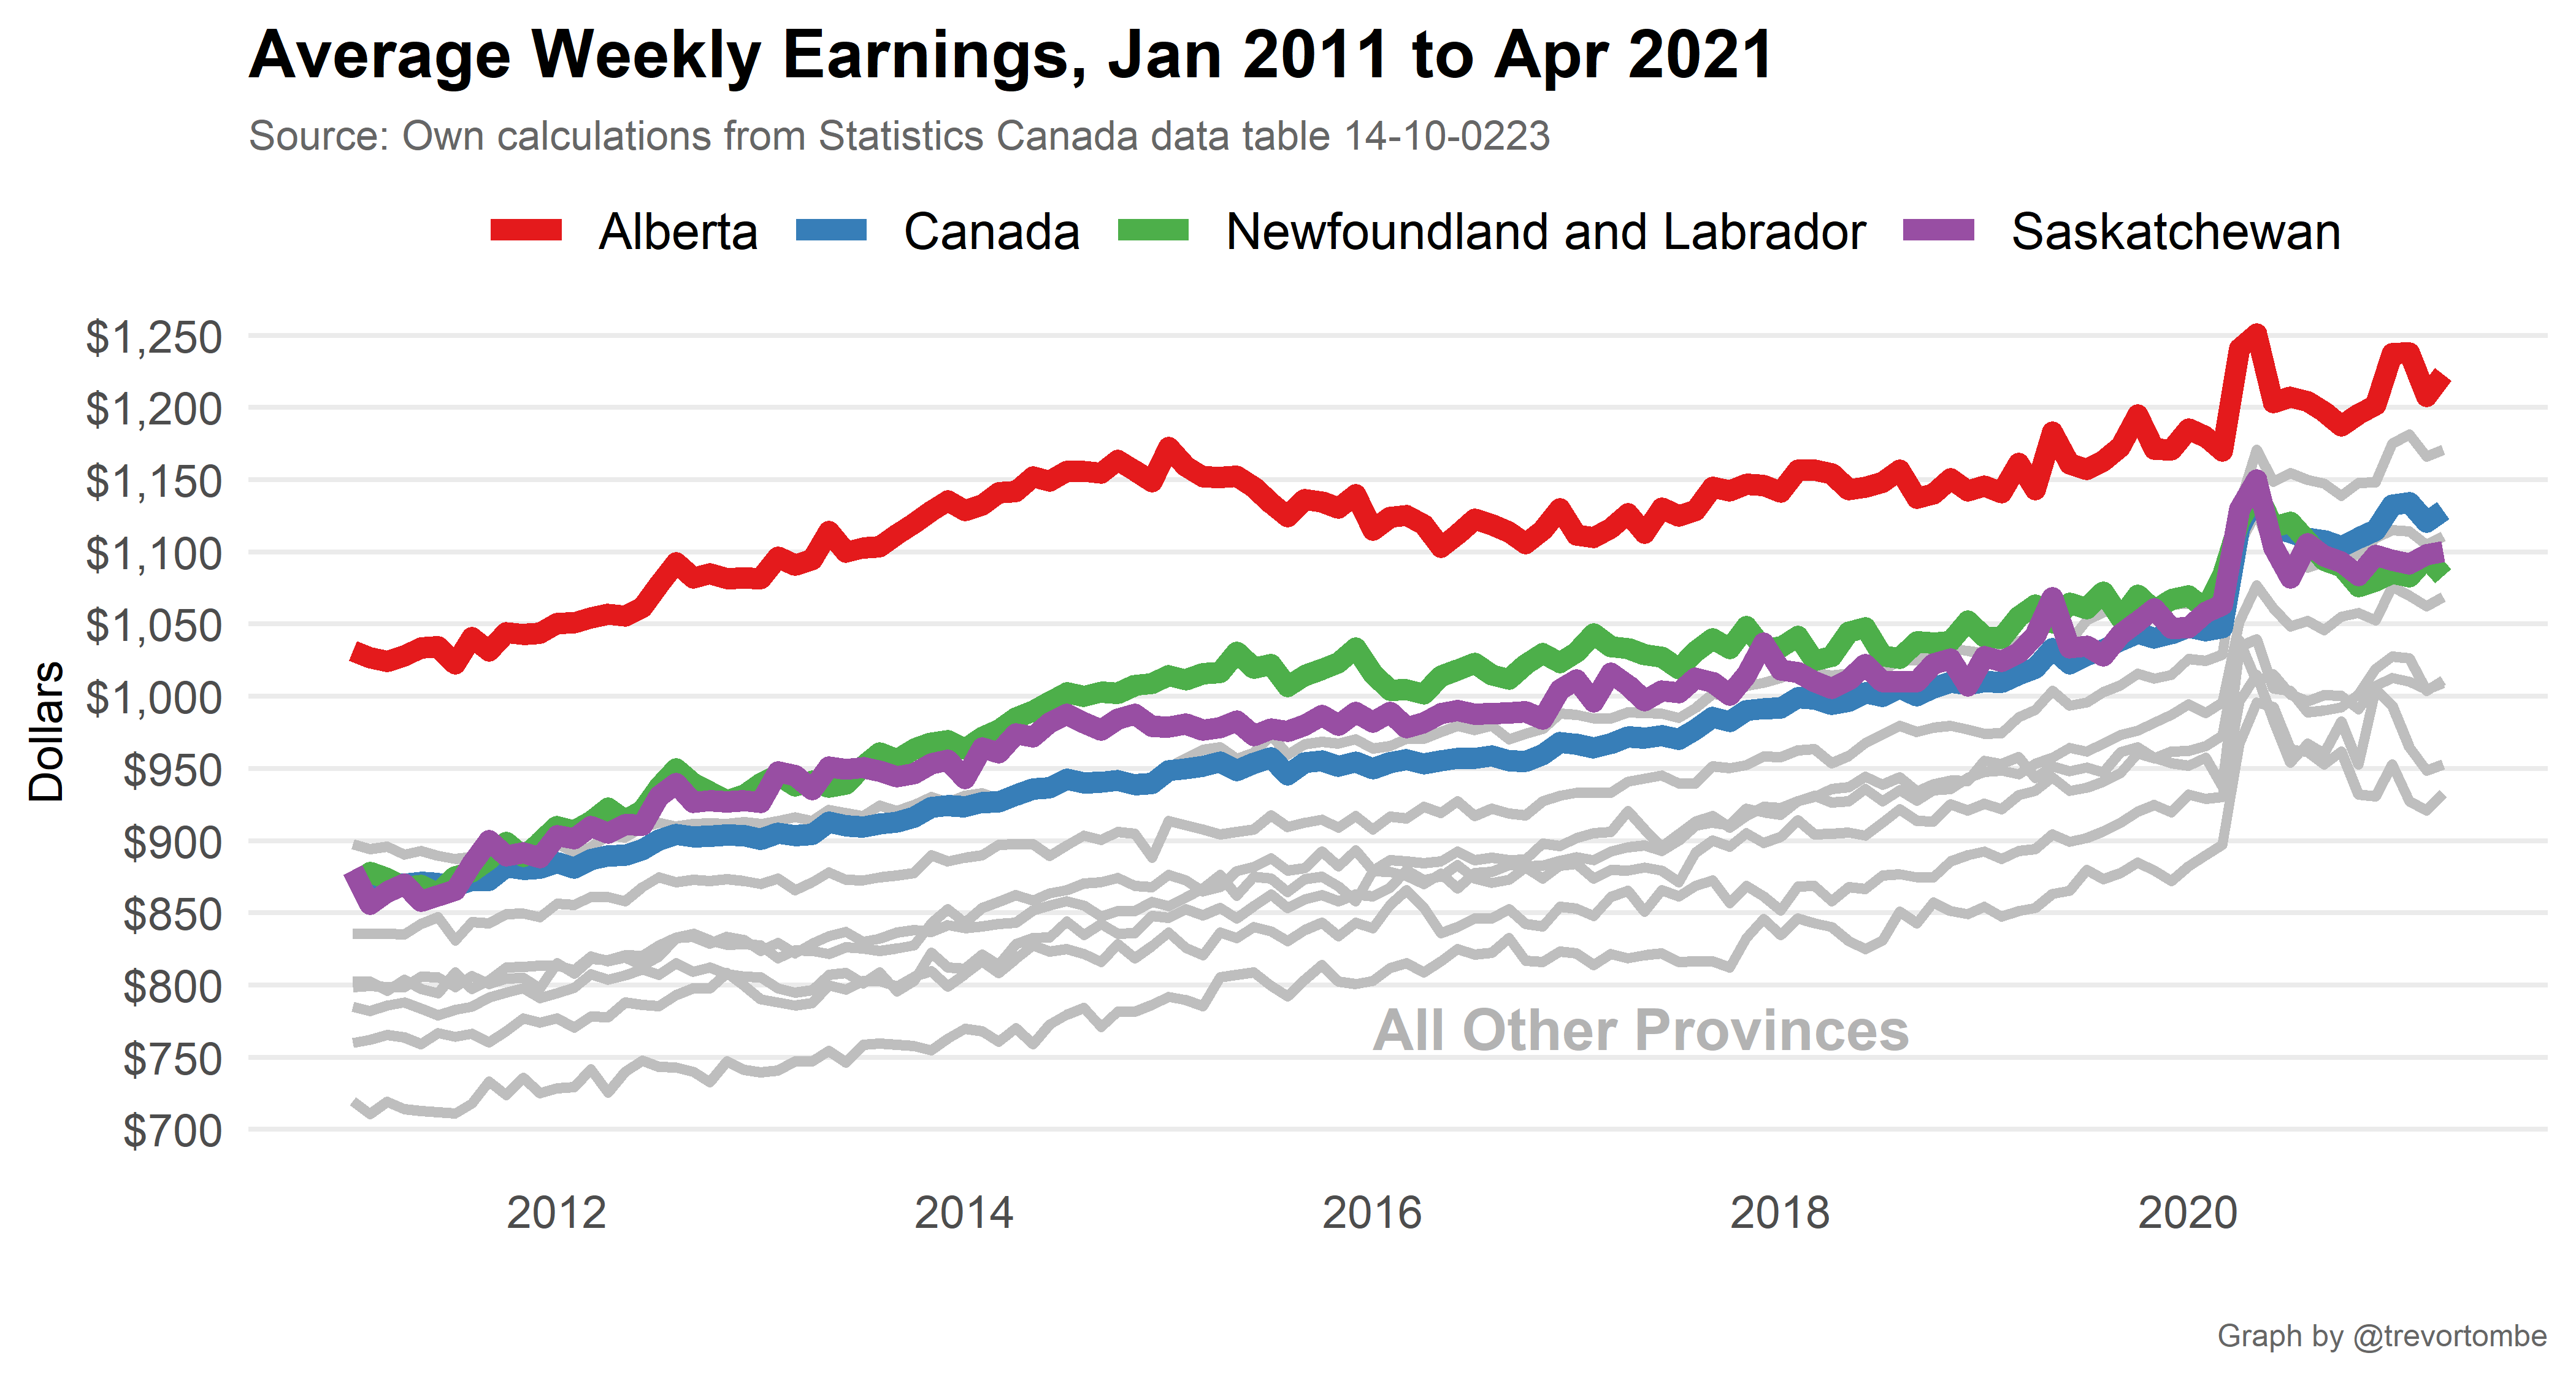 Average Weekly Earnings, Jan 2011 to Apr 2021
Source: Own calculations from Statistics Canada data table 14-10-0223
Alberta Canada Newfoundland and Labrador Saskatchewan
$1,250
$1,200
$1,150
$1,100
$1,050
$1,000
$950
$900
$850
$800
$750
$700
Dollars
All Other Provinces
2012 2014 2016 2018 2020
Graph by @trevortombe